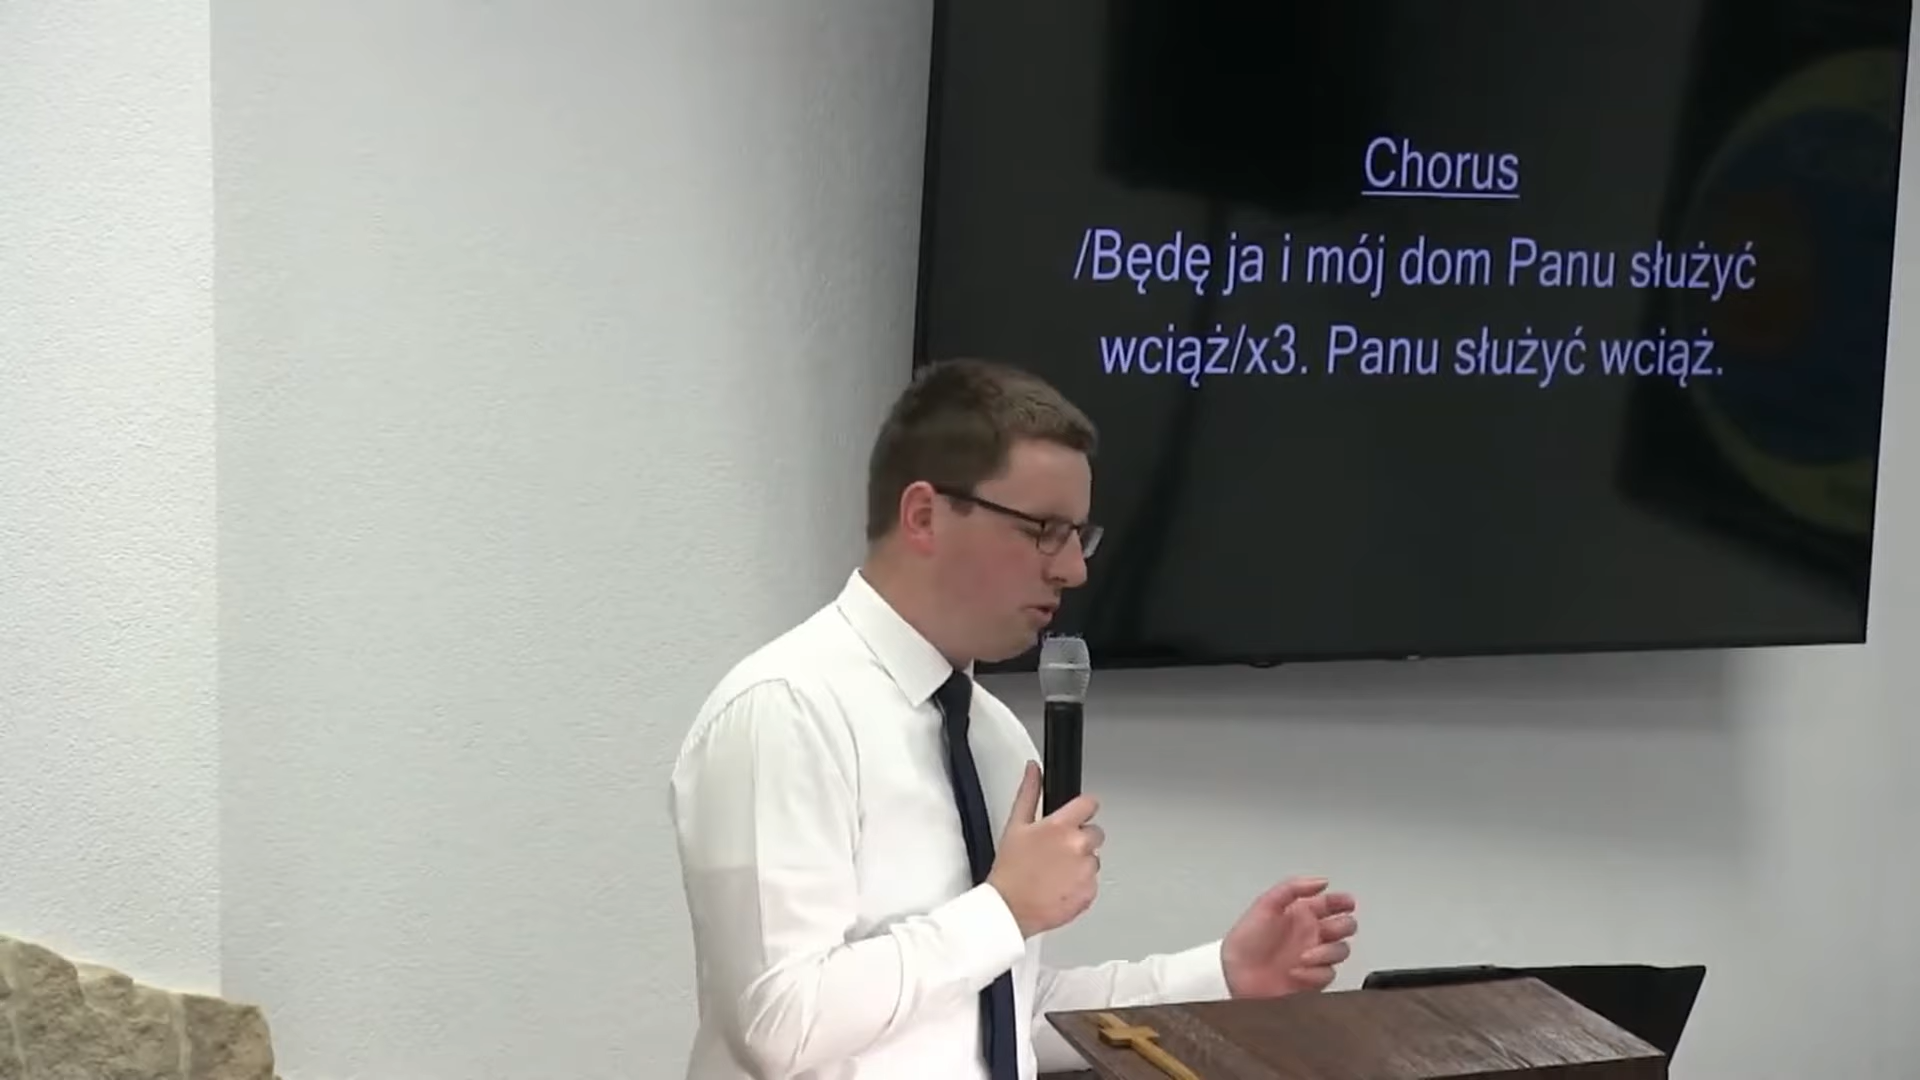 Chorus
/Będę ja i mój dom Panu służyć
wciąż/x3. Panu służyć wciąż.